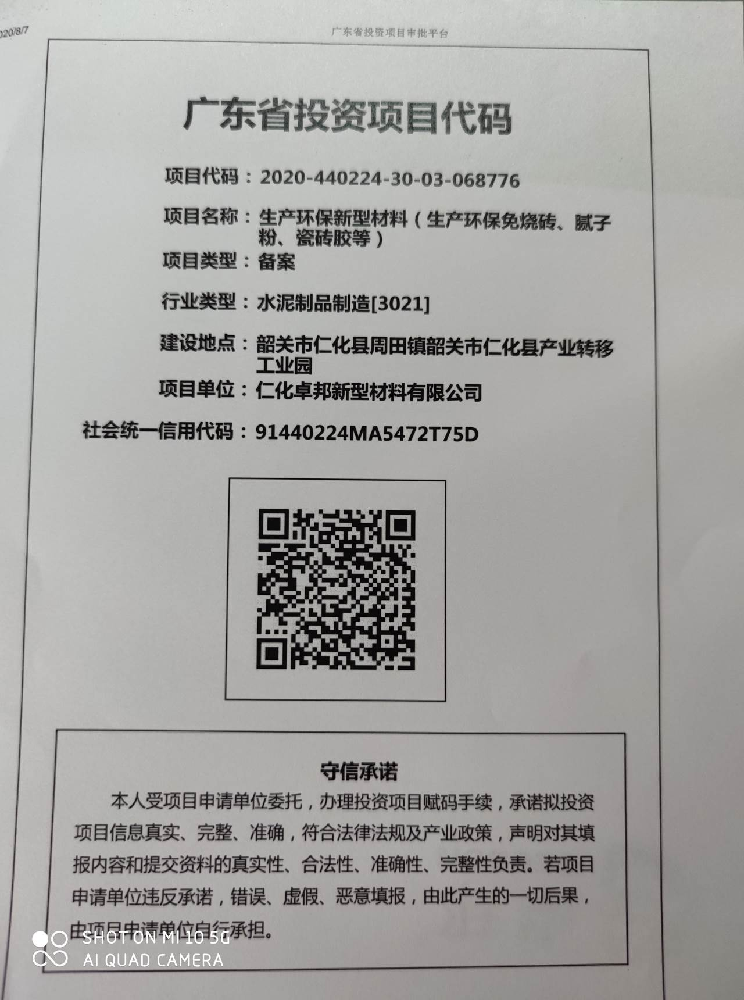 020/8/7
广东省投资项目审批平台
广东省投资项目代码
项目代码：2020-440224-30-03-068776
项目名称：生产环保新型材料（生产环保免烧砖、腻子
粉、瓷砖胶等）
项目类型：备案
行业类型：水泥制品制造[3021]
建设地点：韶关市仁化县周田镇韶关市仁化县产业转移
工业园
项目单位：仁化卓邦新型材料有限公司
社会统一信用代码：91440224MA5472T75D
守信承诺
本人受项目申请单位委托，办理投资项目赋码手续，承诺拟投资
项目信息真实、完整、准确，符合法律法规及产业政策，声明对其填
报内容和提交资料的真实性、合法性、准确性、完整性负责。若项目
申请单位违反承诺，错误、虚假、恶意填报，由此产生的一切后果，
由项目申请单位自行承担。
SHOT ON MI 10 5G
AI QUAD CAMERA